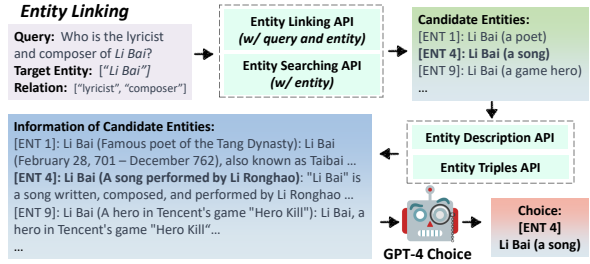 Entity Linking
Query: Who is the lyricist
and composer of Li Bai?
Target Entity: ["Li Bai"]
Relation: ["lyricist", "composer"]
Entity Linking API
(w/ query and entity)
Entity Searching API
(w/ entity)
Candidate Entities:
[ENT 1]: Li Bai (a poet)
[ENT 4]: Li Bai (a song)
[ENT 9]: Li Bai (a game hero)
...
Information of Candidate Entities:
[ENT 1]: Li Bai (Famous poet of the Tang Dynasty): Li Bai
(February 28, 701 – December 762), also known as Taibai ...
[ENT 4]: Li Bai (A song performed by Li Ronghao): "Li Bai" is
a song written, composed, and performed by Li Ronghao ...
[ENT 9]: Li Bai (A hero in Tencent's game "Hero Kill"): Li Bai, a
hero in Tencent's game "Hero Kill"...
...
Entity Description API
Entity Triples API
GPT-4 Choice
Choice:
[ENT 4]
Li Bai (a song)